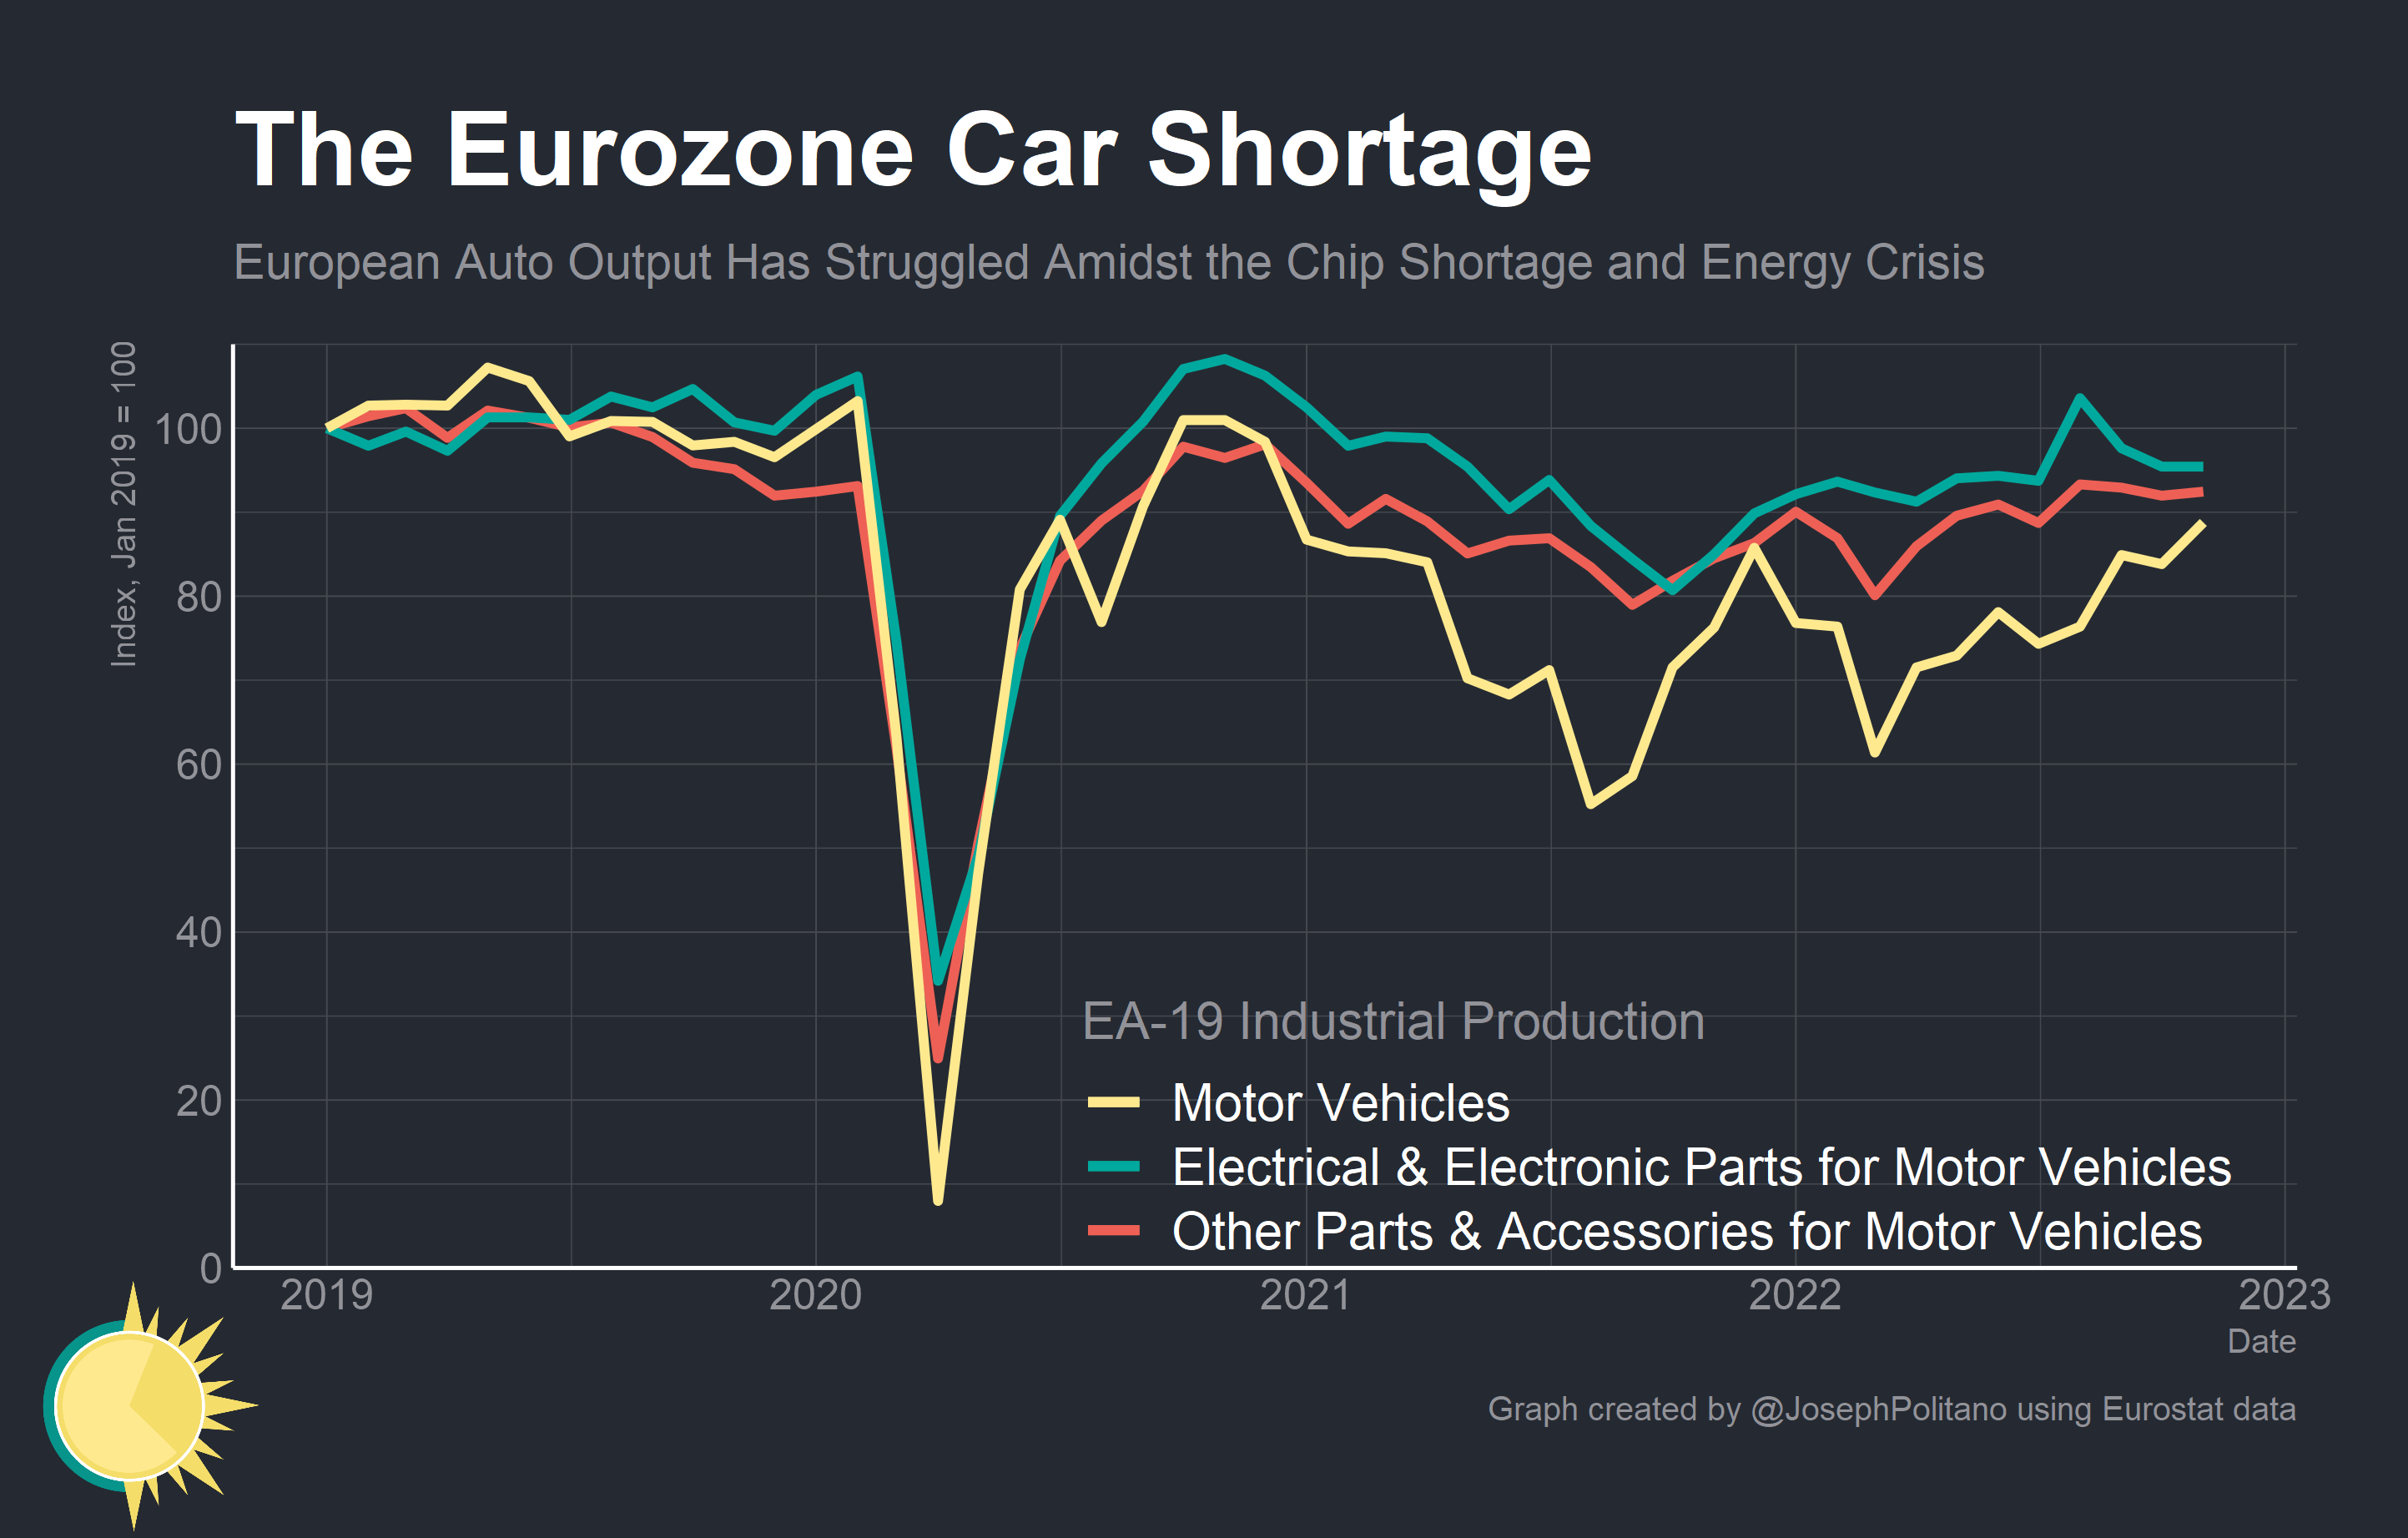 The Eurozone Car Shortage
European Auto Output Has Struggled Amidst the Chip Shortage and Energy Crisis
Index, Jan 2019 = 100
100
80
60
40
20
0
EA-19 Industrial Production
Motor Vehicles
Electrical & Electronic Parts for Motor Vehicles
Other Parts & Accessories for Motor Vehicles
2019 2020 2021 2022 2023
Date
Graph created by @JosephPolitano using Eurostat data